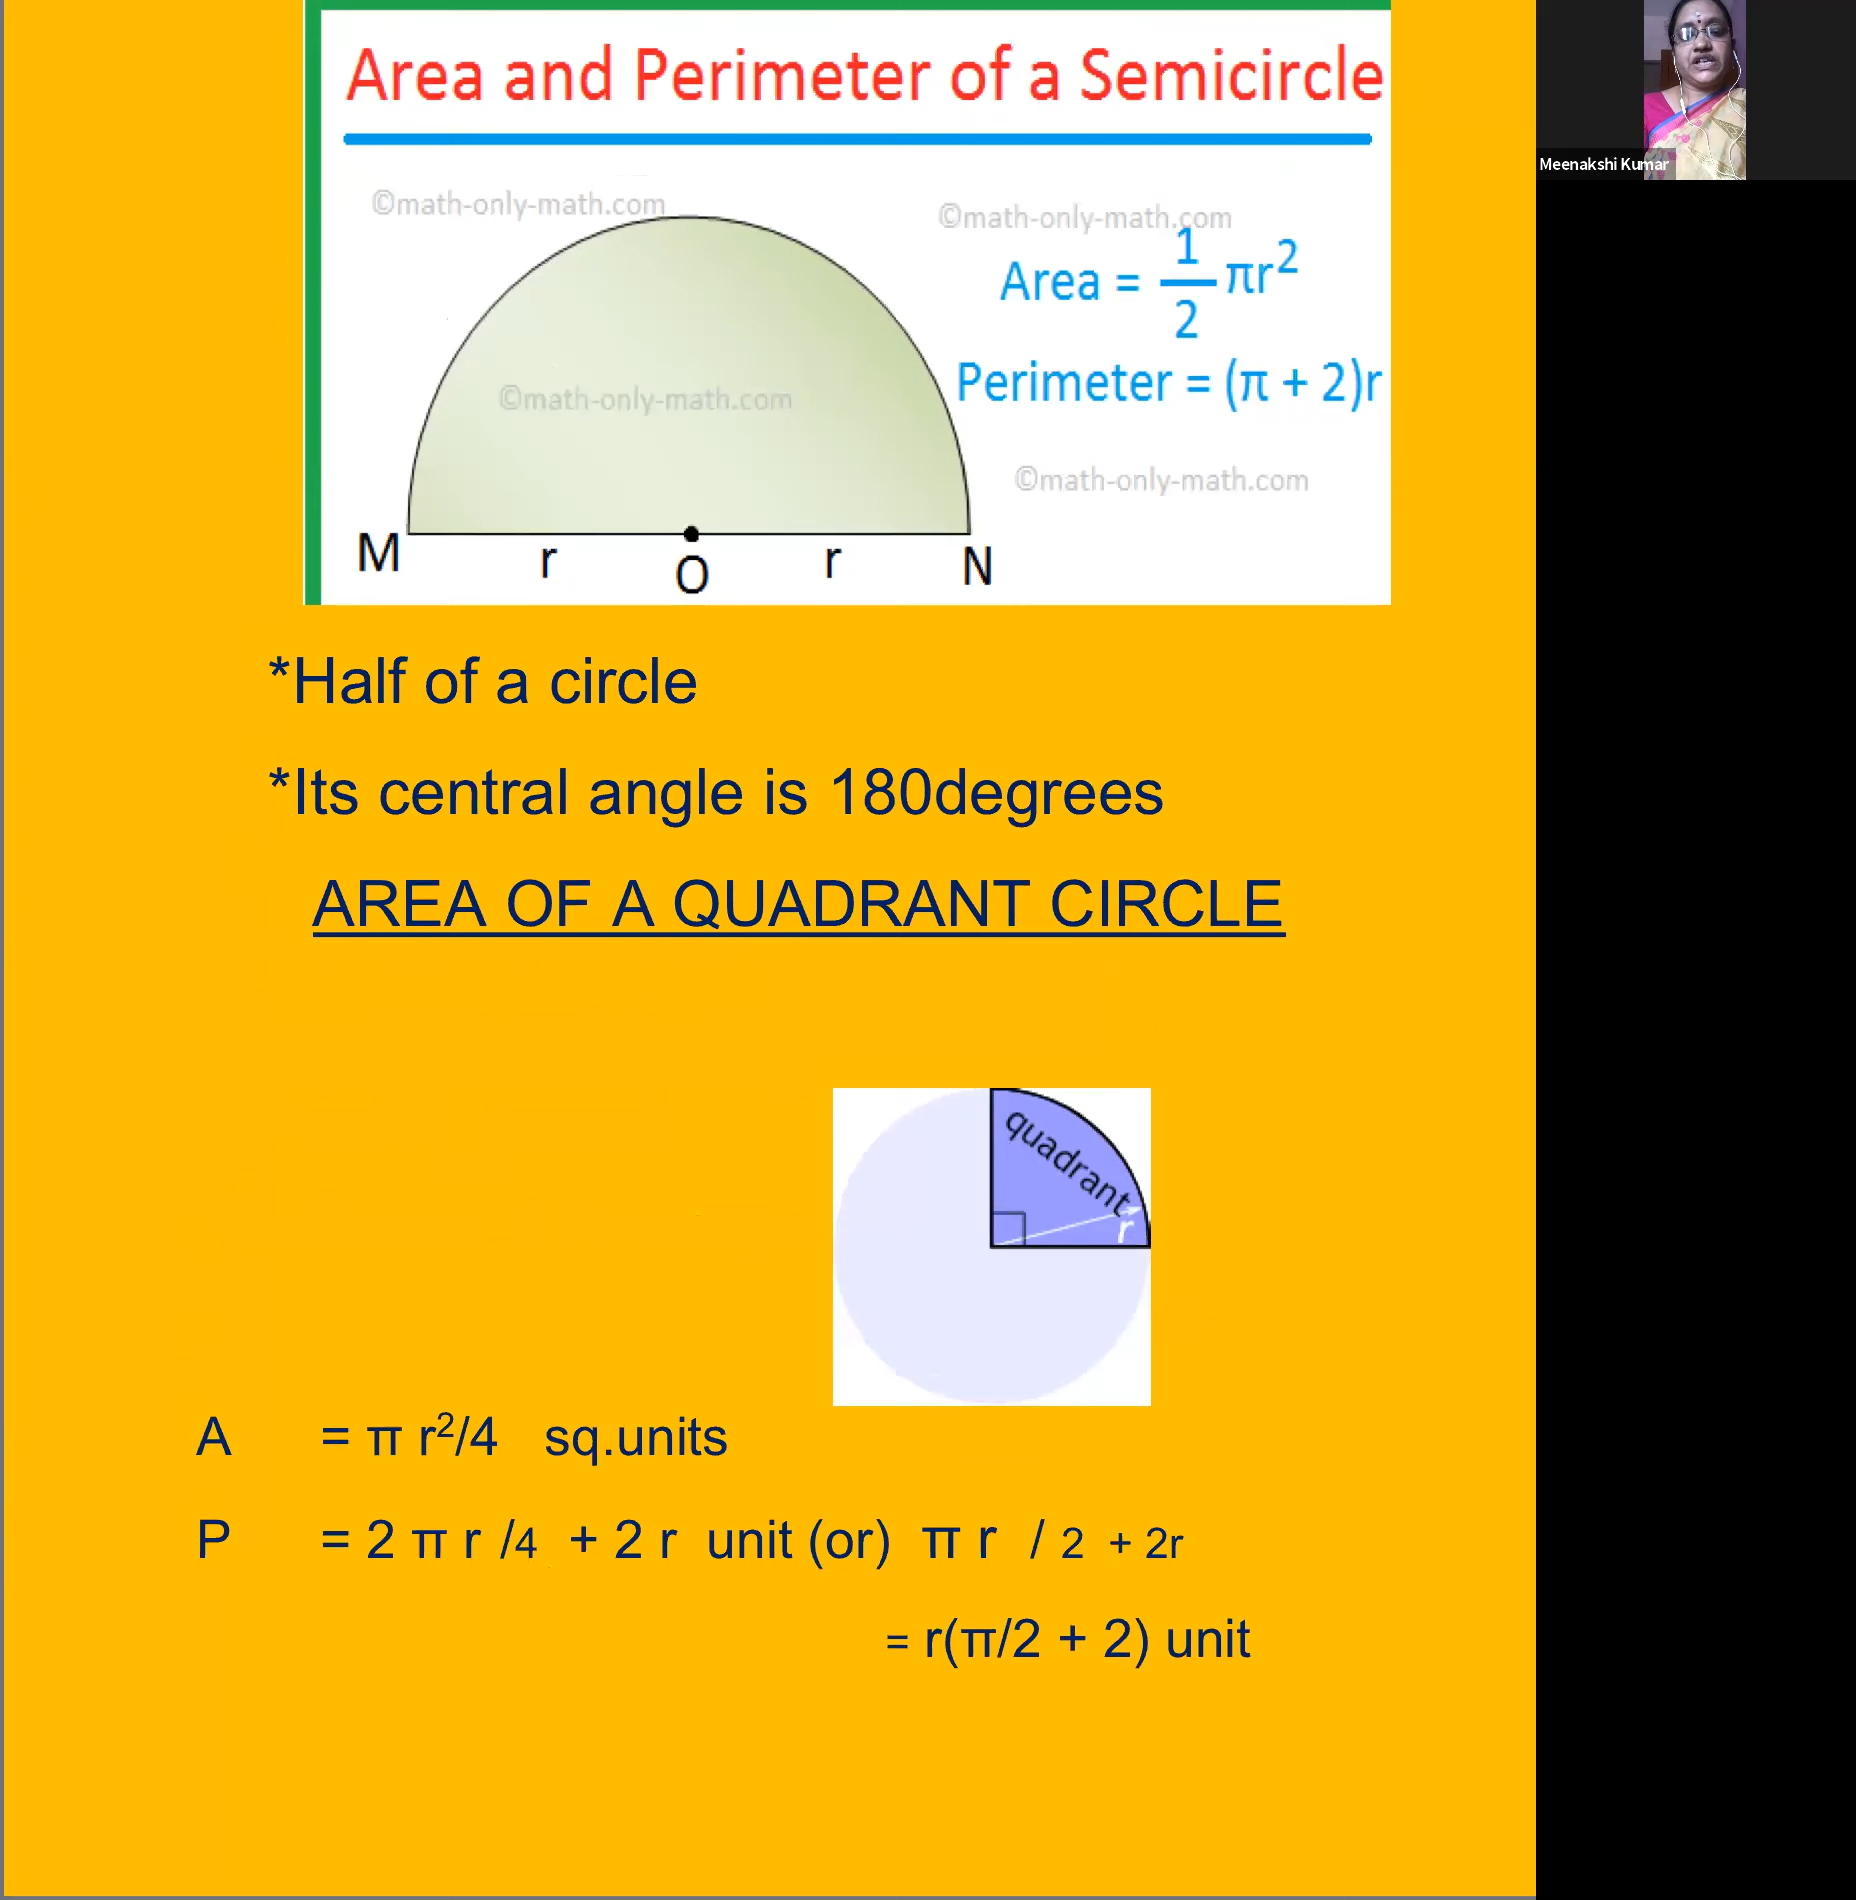 Area and Perimeter of a Semicircle
©math-only-math.com
©math-only-math.com
Area = 1/2 πr²
©math-only-math.com
Perimeter = (π + 2)r
©math-only-math.com
M r O r N
*Half of a circle
*Its central angle is 180degrees
AREA OF A QUADRANT CIRCLE
quadrant
r
A = π r²/4 sq.units
P = 2 π r /4 + 2 r unit (or) π r / 2 + 2r
= r(π/2 + 2) unit
Meenakshi Kumar